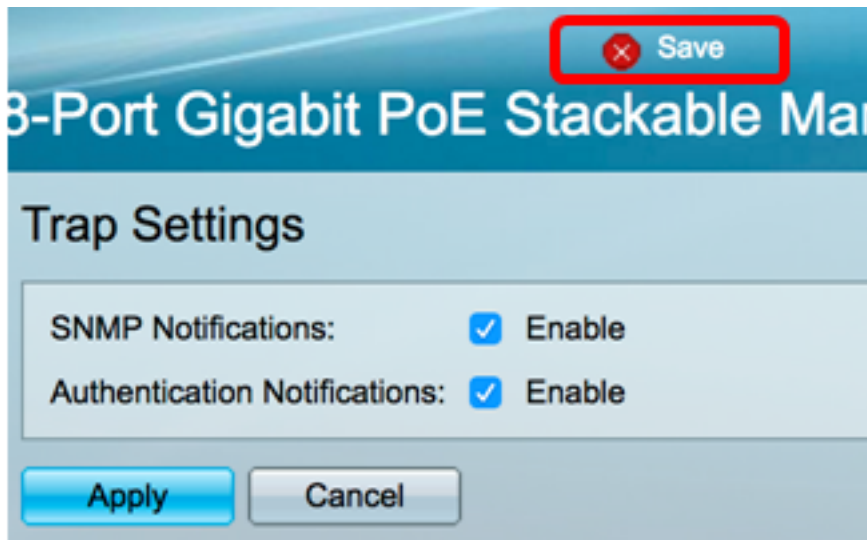 Save
8-Port Gigabit PoE Stackable Ma
Trap Settings
SNMP Notifications: Enable
Authentication Notifications: Enable
Apply Cancel